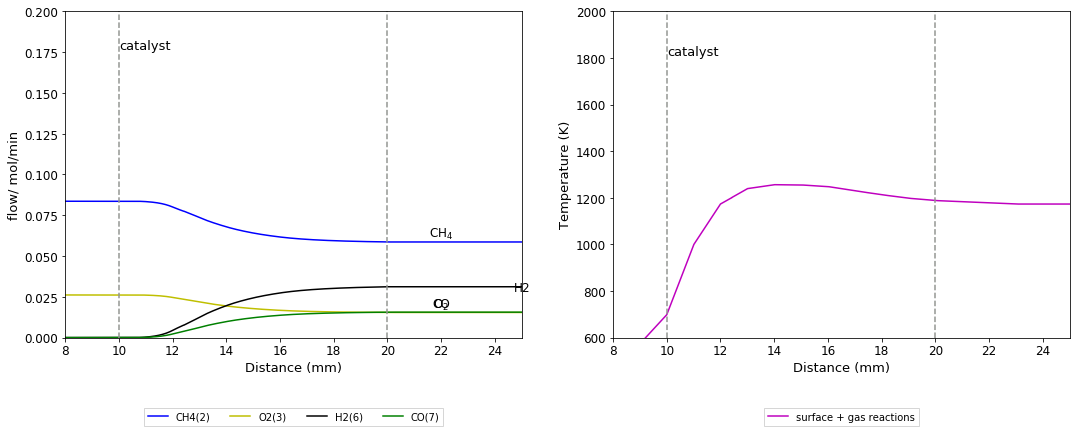 0.200
0.175
0.150
0.125
0.100
0.075
0.050
0.025
0.000
flow/ mol/min
catalyst
CH₄
H2
O₂
CO
8 10 12 14 16 18 20 22 24
Distance (mm)
CH4(2) O2(3) H2(6) CO(7)
2000
1800
1600
1400
1200
1000
800
600
Temperature (K)
catalyst
8 10 12 14 16 18 20 22 24
Distance (mm)
surface + gas reactions